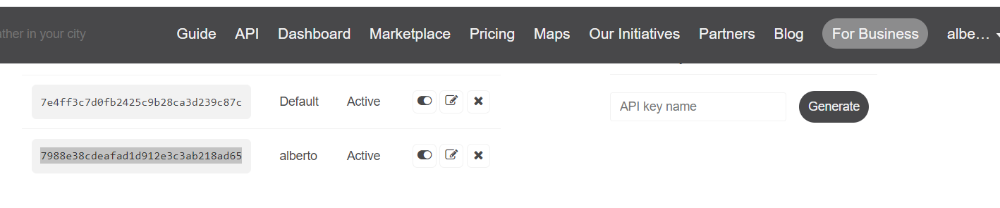 ather in your city
Guide API Dashboard Marketplace Pricing Maps Our Initiatives Partners Blog For Business albe...
7e4ff3c7d0fb2425c9b28ca3d239c87c Default Active
API key name Generate
7988e38cdeafad1d912e3c3ab218ad65 alberto Active